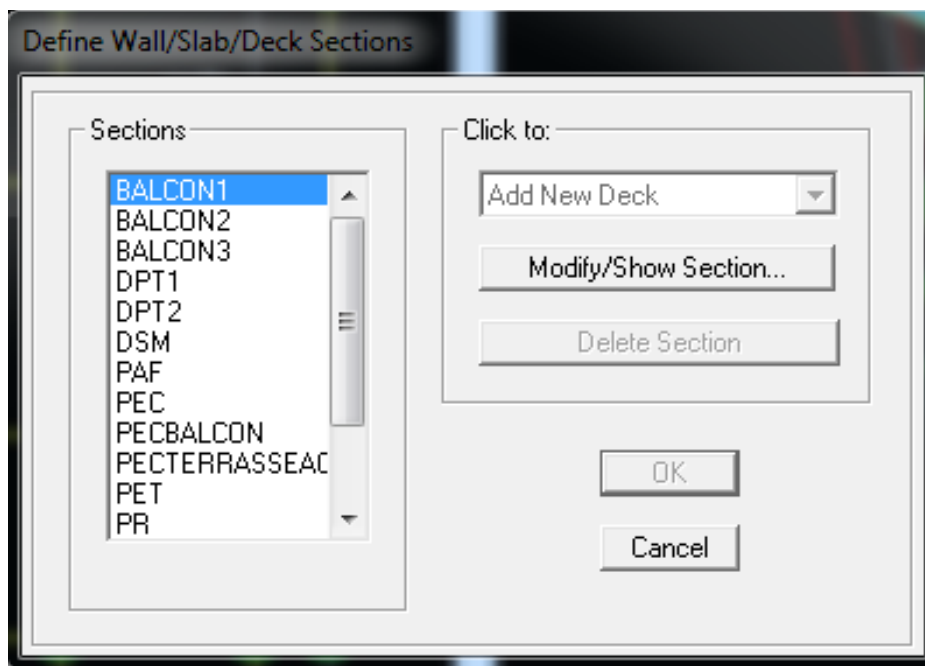 Define Wall/Slab/Deck Sections
Sections
BALCON1
BALCON2
BALCON3
DPT1
DPT2
DSM
PAF
PEC
PECBALCON
PECTERRASSEAC
PET
PR
Click to:
Add New Deck
Modify/Show Section...
Delete Section
OK
Cancel